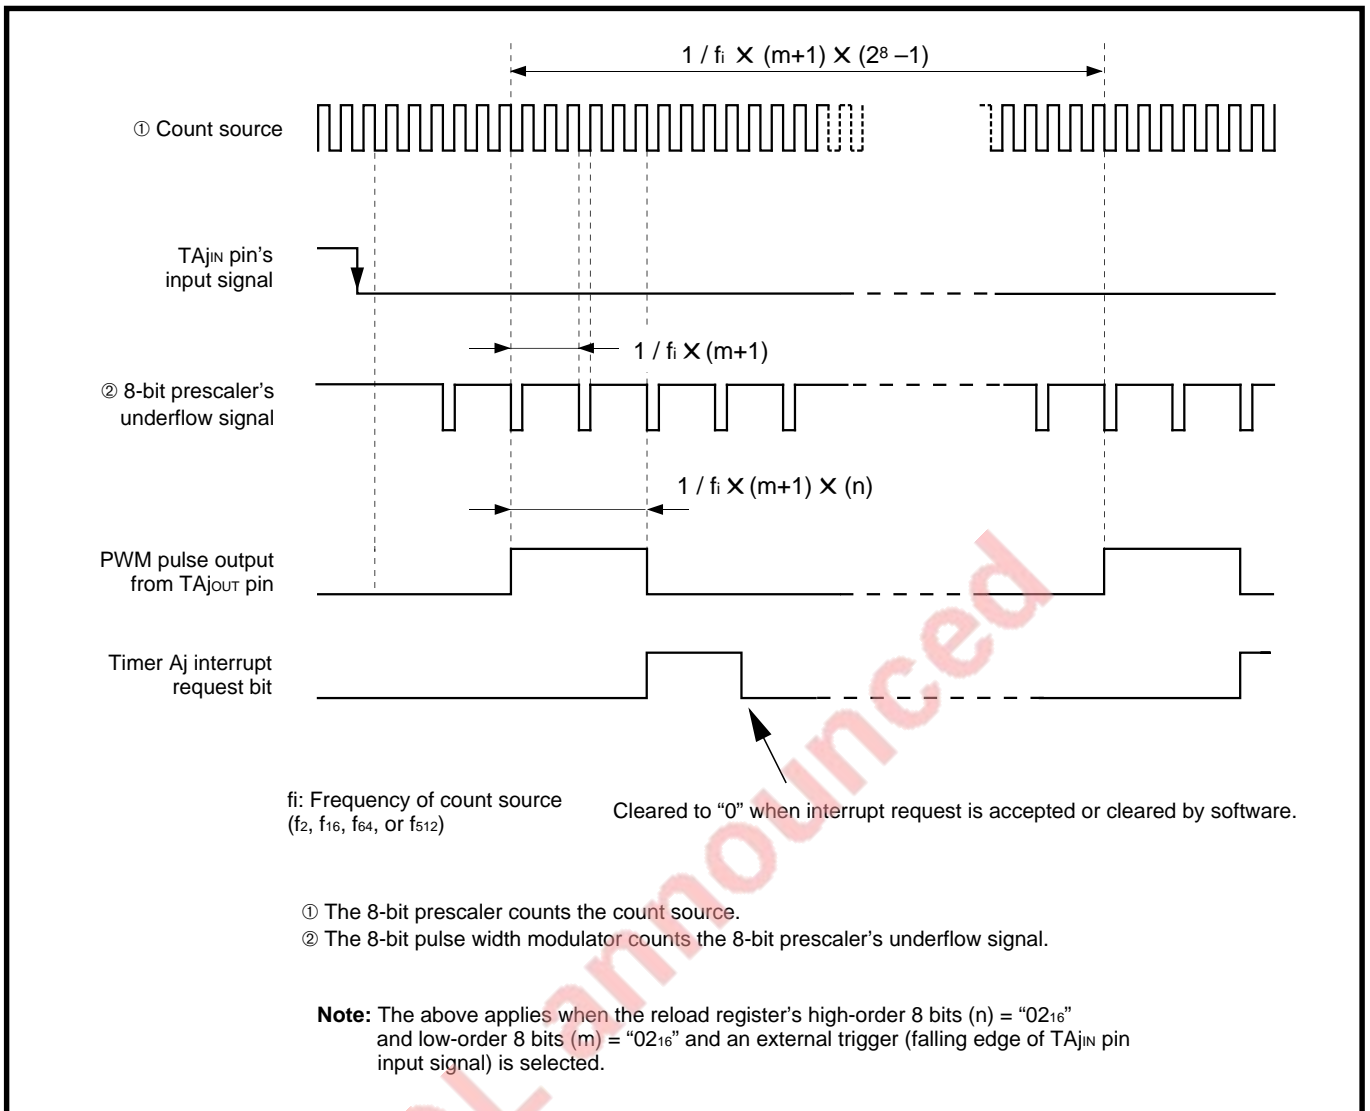 1 / fi ✕ (m+1) ✕ (2⁸ –1)
① Count source
TAjIN pin’s
input signal
1 / fi ✕ (m+1)
② 8-bit prescaler’s
underflow signal
1 / fi ✕ (m+1) ✕ (n)
PWM pulse output
from TAjOUT pin
Timer Aj interrupt
request bit
fi: Frequency of count source
(f2, f16, f64, or f512)
Cleared to “0” when interrupt request is accepted or cleared by software.
① The 8-bit prescaler counts the count source.
② The 8-bit pulse width modulator counts the 8-bit prescaler’s underflow signal.
Note: The above applies when the reload register’s high-order 8 bits (n) = “0216”
and low-order 8 bits (m) = “0216” and an external trigger (falling edge of TAjIN pin
input signal) is selected.
announced